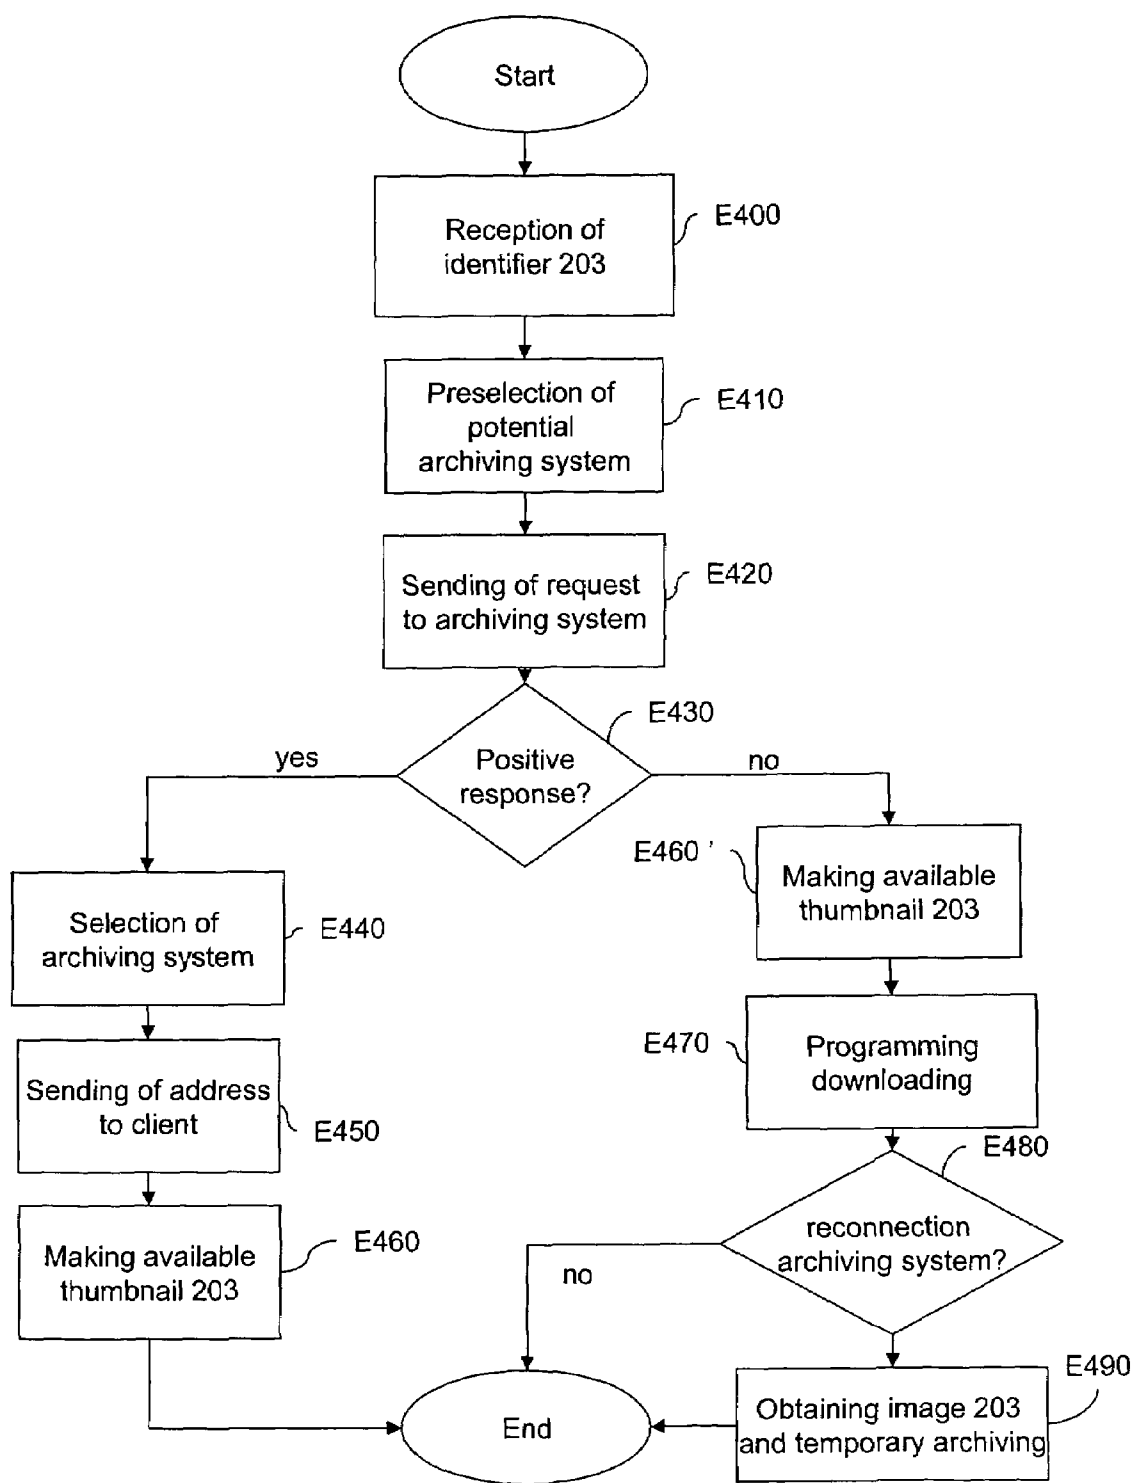 Start
Reception of
identifier 203
E400
Preselection of
potential
archiving system
E410
Sending of request
to archiving system
E420
Positive
response?
E430
yes
no
Selection of
archiving system
E440
Sending of address
to client
E450
Making available
thumbnail 203
E460
E460 '
Making available
thumbnail 203
E470
Programming
downloading
E480
reconnection
archiving system?
no
E490
Obtaining image 203
and temporary archiving
End